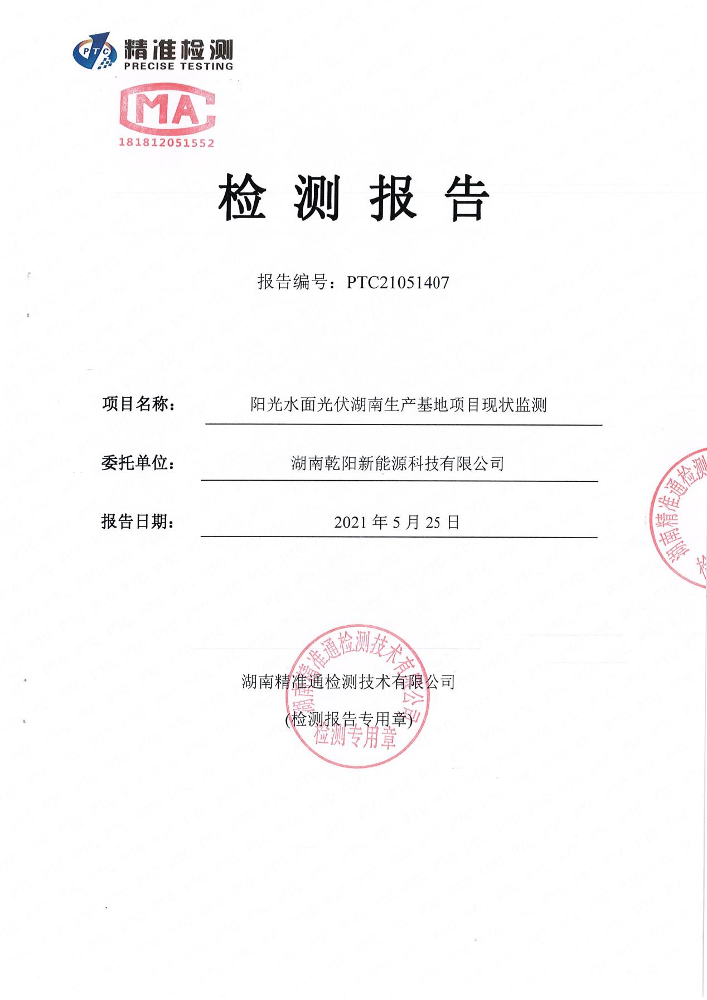 PTC 精准检测
PRECISE TESTING
CMA
181812051552
检测报告
报告编号：PTC21051407
项目名称： 阳光水面光伏湖南生产基地项目现状监测
委托单位： 湖南乾阳新能源科技有限公司
报告日期： 2021 年 5 月 25 日
湖南精准通检测
检
湖南精准通检测技术有限公司
湖南精准通检测技术有限公司
(检测报告专用章)
检测专用章